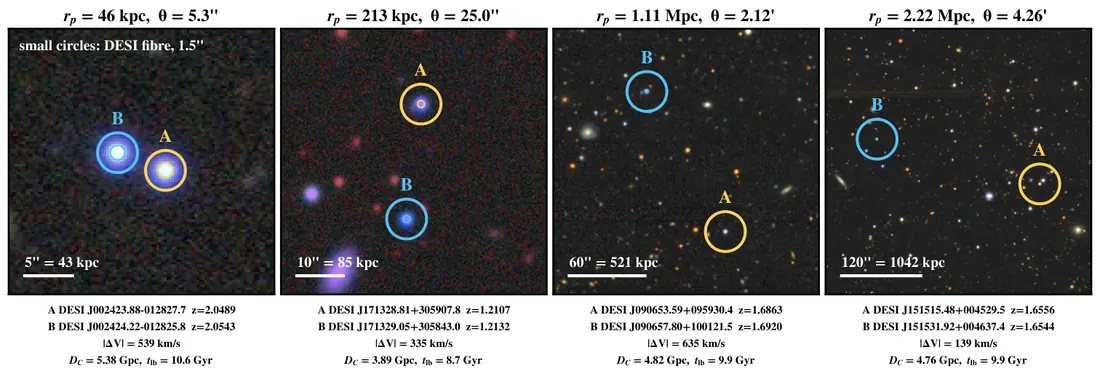 r_p = 46 kpc, θ = 5.3''
small circles: DESI fibre, 1.5''
B
A
5'' = 43 kpc
A DESI J002423.88-012827.7 z=2.0489
B DESI J002424.22-012825.8 z=2.0543
|ΔV| = 539 km/s
D_C = 5.38 Gpc, t_lb = 10.6 Gyr
r_p = 213 kpc, θ = 25.0''
A
B
10'' = 85 kpc
A DESI J171328.81+305907.8 z=1.2107
B DESI J171329.05+305843.0 z=1.2132
|ΔV| = 335 km/s
D_C = 3.89 Gpc, t_lb = 8.7 Gyr
r_p = 1.11 Mpc, θ = 2.12'
B
A
60'' = 521 kpc
A DESI J090653.59+095930.4 z=1.6863
B DESI J090657.80+100121.5 z=1.6920
|ΔV| = 635 km/s
D_C = 4.82 Gpc, t_lb = 9.9 Gyr
r_p = 2.22 Mpc, θ = 4.26'
B
A
120'' = 1042 kpc
A DESI J151515.48+004529.5 z=1.6556
B DESI J151531.92+004637.4 z=1.6544
|ΔV| = 139 km/s
D_C = 4.76 Gpc, t_lb = 9.9 Gyr